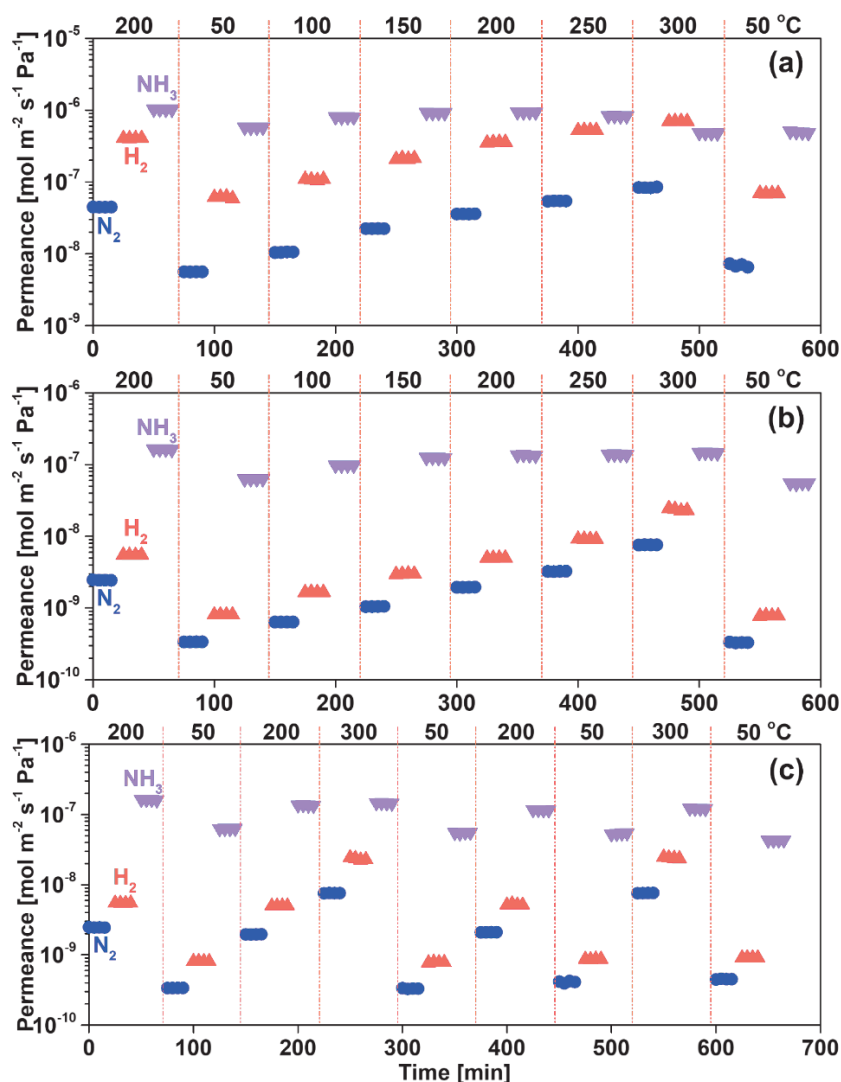 200 50 100 150 200 250 300 50 °C
10⁻⁵
(a)
NH₃
10⁻⁶
H₂
10⁻⁷
N₂
10⁻⁸
10⁻⁹
Permeance [mol m⁻² s⁻¹ Pa⁻¹]
0 100 200 300 400 500 600
200 50 100 150 200 250 300 50 °C
10⁻⁶
(b)
NH₃
10⁻⁷
H₂
10⁻⁸
N₂
10⁻⁹
10⁻¹⁰
Permeance [mol m⁻² s⁻¹ Pa⁻¹]
0 100 200 300 400 500 600
200 50 200 300 50 200 50 300 50 °C
10⁻⁶
(c)
NH₃
10⁻⁷
H₂
10⁻⁸
N₂
10⁻⁹
10⁻¹⁰
Permeance [mol m⁻² s⁻¹ Pa⁻¹]
0 100 200 300 400 500 600 700
Time [min]